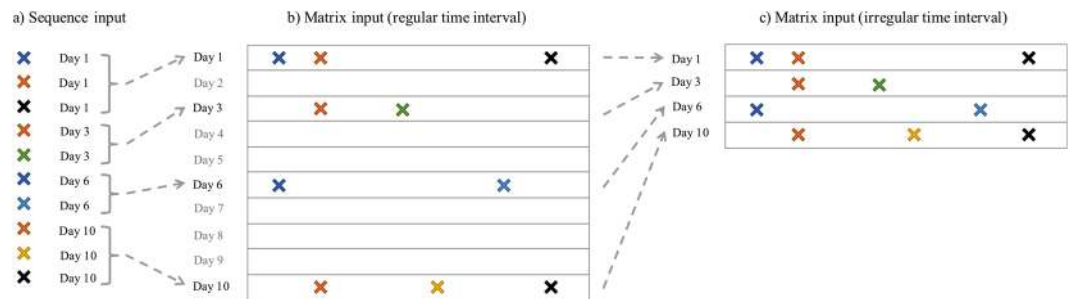 a) Sequence input
Day 1
Day 1
Day 1
Day 3
Day 3
Day 6
Day 6
Day 10
Day 10
Day 10
b) Matrix input (regular time interval)
Day 1
Day 2
Day 3
Day 4
Day 5
Day 6
Day 7
Day 8
Day 9
Day 10
c) Matrix input (irregular time interval)
Day 1
Day 3
Day 6
Day 10